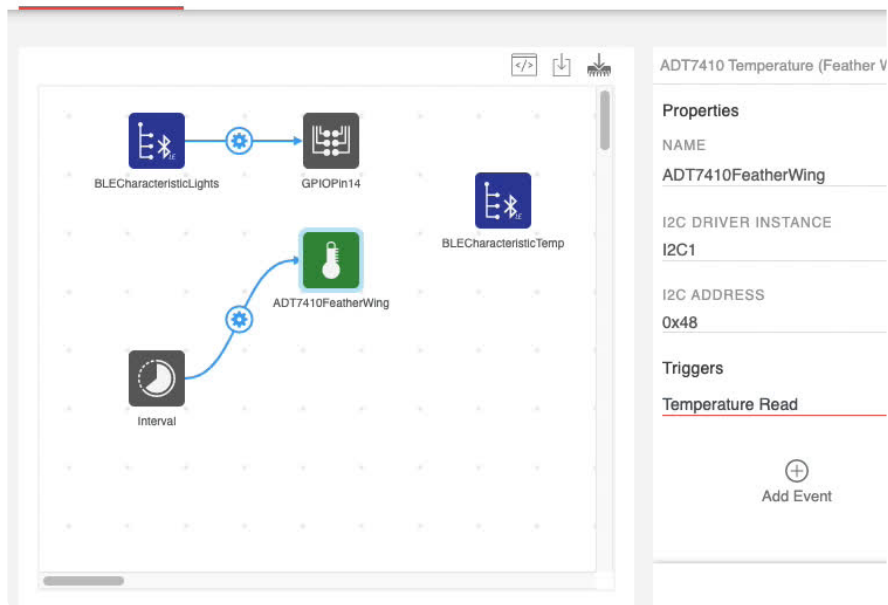 </>
ADT7410 Temperature (Feather
Properties
NAME
ADT7410FeatherWing
I2C DRIVER INSTANCE
I2C1
I2C ADDRESS
0x48
Triggers
Temperature Read
Add Event
BLECharacteristicLights
GPIOPin14
BLECharacteristicTemp
ADT7410FeatherWing
Interval